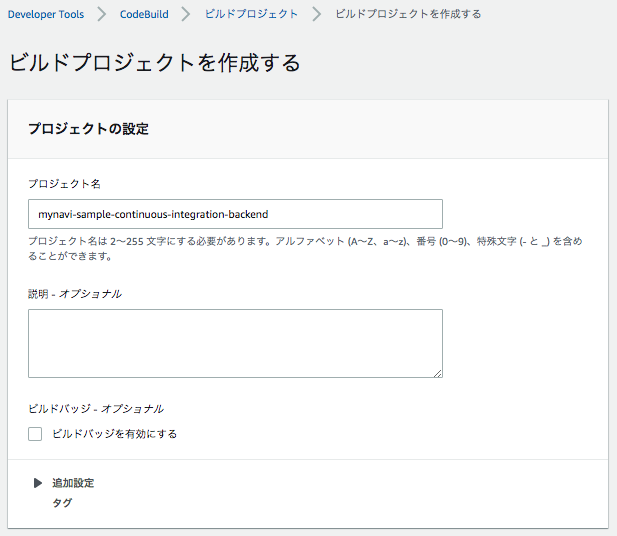 Developer Tools > CodeBuild > ビルドプロジェクト > ビルドプロジェクトを作成する
ビルドプロジェクトを作成する
プロジェクトの設定
プロジェクト名
mynavi-sample-continuous-integration-backend
プロジェクト名は 2～255 文字にする必要があります。アルファベット (A～Z、a～z)、番号 (0～9)、特殊文字 (- と _) を含め
ることができます。
説明 - オプショナル
ビルドバッジ - オプショナル
ビルドバッジを有効にする
追加設定
タグ